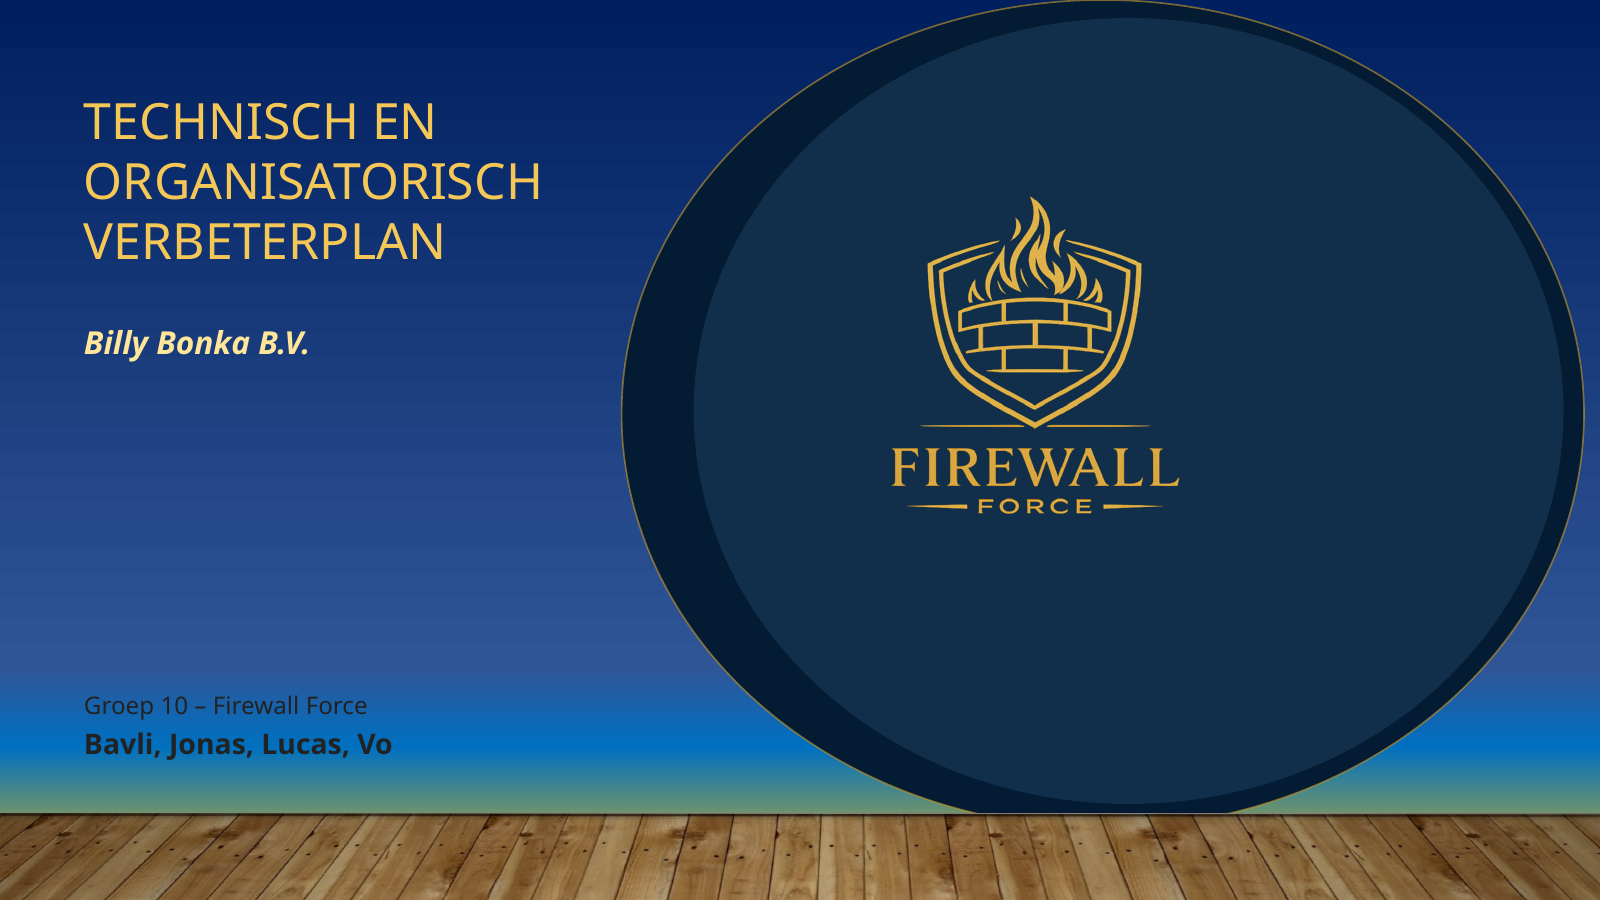 TECHNISCH EN
ORGANISATORISCH
VERBETERPLAN
Billy Bonka B.V.
FIREWALL
FORCE
Groep 10 – Firewall Force
Bavli, Jonas, Lucas, Vo